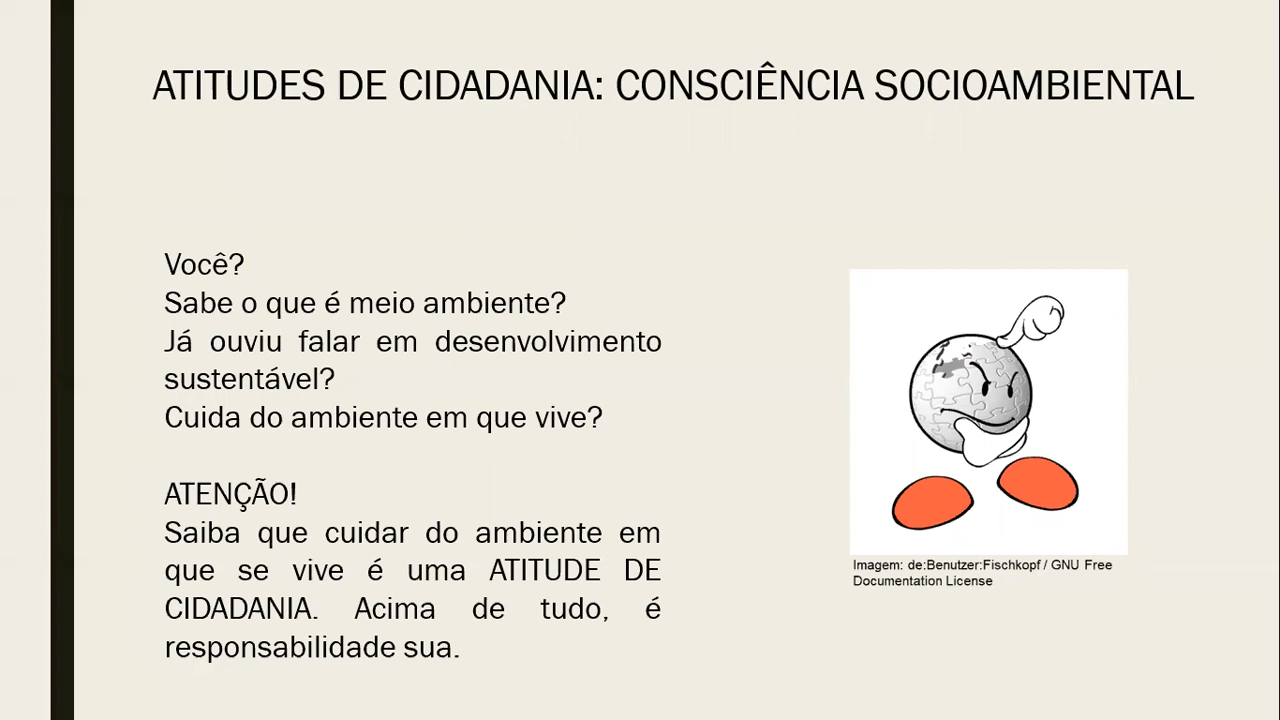 ATITUDES DE CIDADANIA: CONSCIÊNCIA SOCIOAMBIENTAL
Você?
Sabe o que é meio ambiente?
Já ouviu falar em desenvolvimento
sustentável?
Cuida do ambiente em que vive?
ATENÇÃO!
Saiba que cuidar do ambiente em
que se vive é uma ATITUDE DE
CIDADANIA. Acima de tudo, é
responsabilidade sua.
Imagem: de:Benutzer:Fischkopf / GNU Free
Documentation License